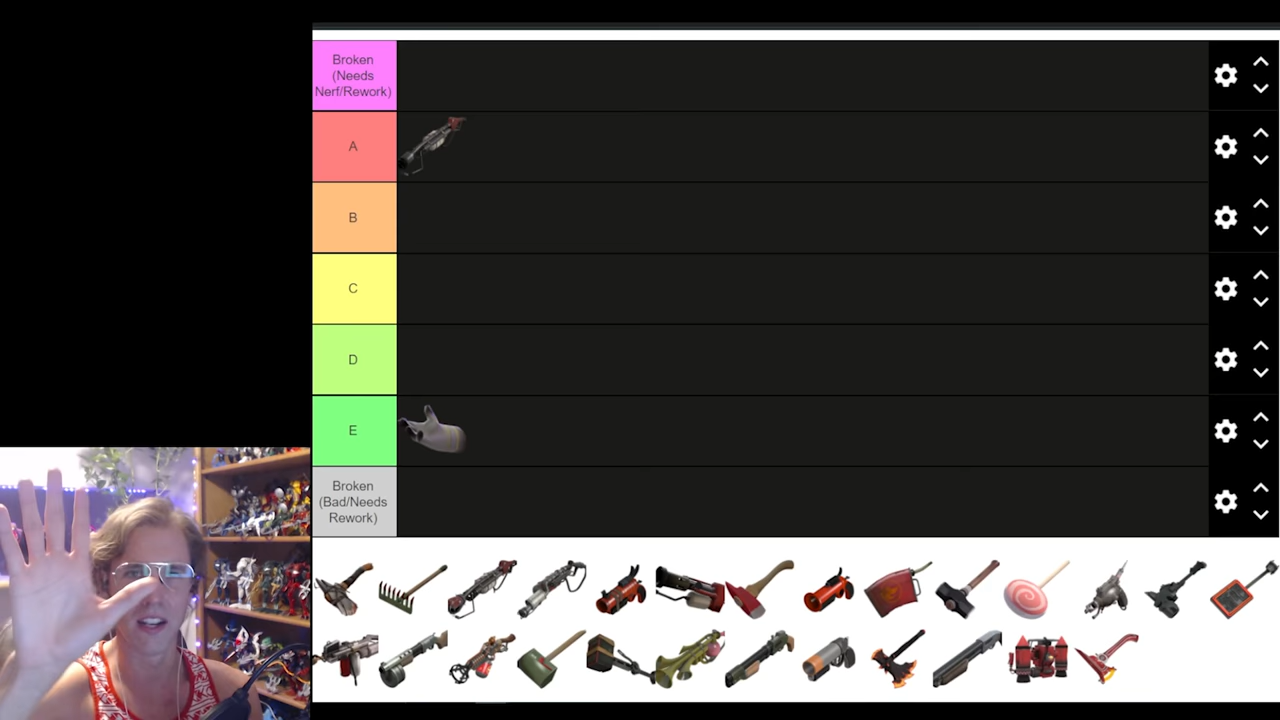 Broken
(Needs
Nerf/Rework)
A
B
C
D
E
Broken
(Bad/Needs
Rework)